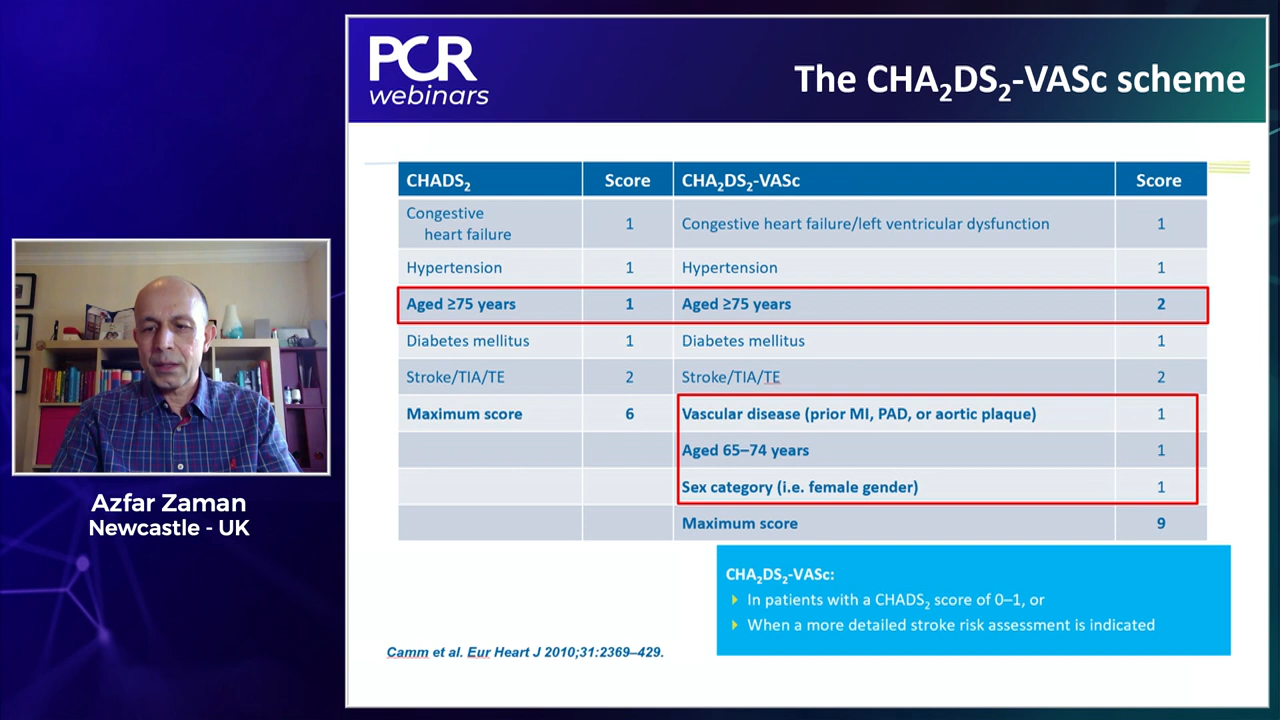 PCR
webinars
The CHA₂DS₂-VASc scheme
CHADS₂ Score CHA₂DS₂-VASc Score
Congestive
heart failure 1 Congestive heart failure/left ventricular dysfunction 1
Hypertension 1 Hypertension 1
Aged ≥75 years 1 Aged ≥75 years 2
Diabetes mellitus 1 Diabetes mellitus 1
Stroke/TIA/TE 2 Stroke/TIA/TE 2
Maximum score 6 Vascular disease (prior MI, PAD, or aortic plaque) 1
Aged 65–74 years 1
Sex category (i.e. female gender) 1
Maximum score 9
CHA₂DS₂-VASc:
In patients with a CHADS₂ score of 0–1, or
When a more detailed stroke risk assessment is indicated
Camm et al. Eur Heart J 2010;31:2369–429.
Azfar Zaman
Newcastle - UK